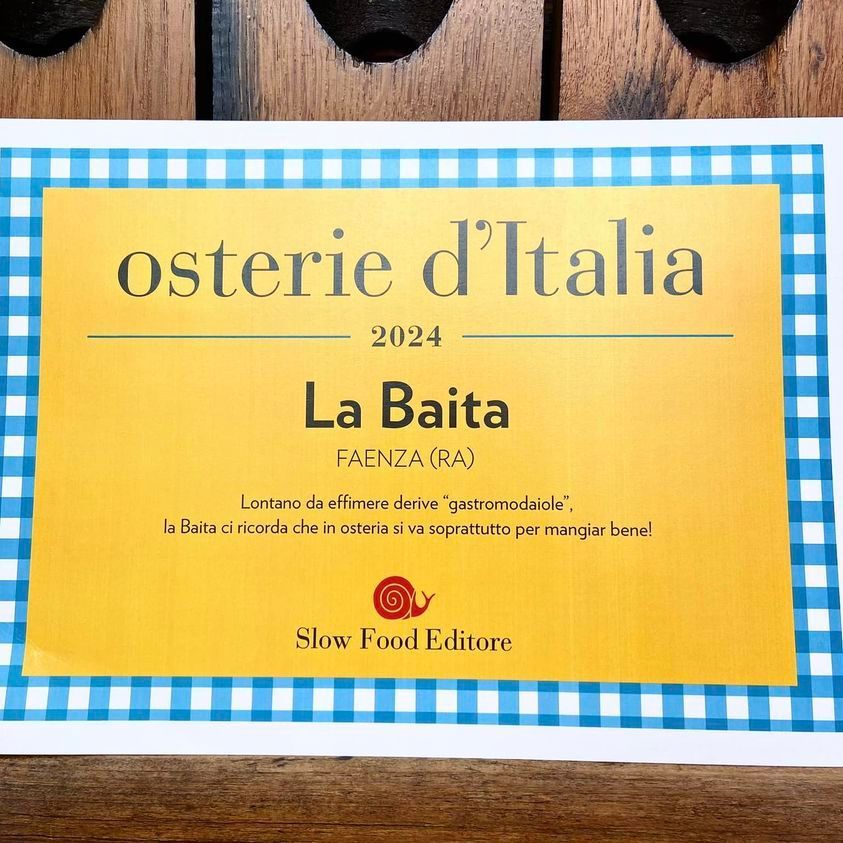 osterie d'Italia
2024
La Baita
FAENZA (RA)
Lontano da effimere derive “gastromodaiole”,
la Baita ci ricorda che in osteria si va soprattutto per mangiar bene!
Slow Food Editore